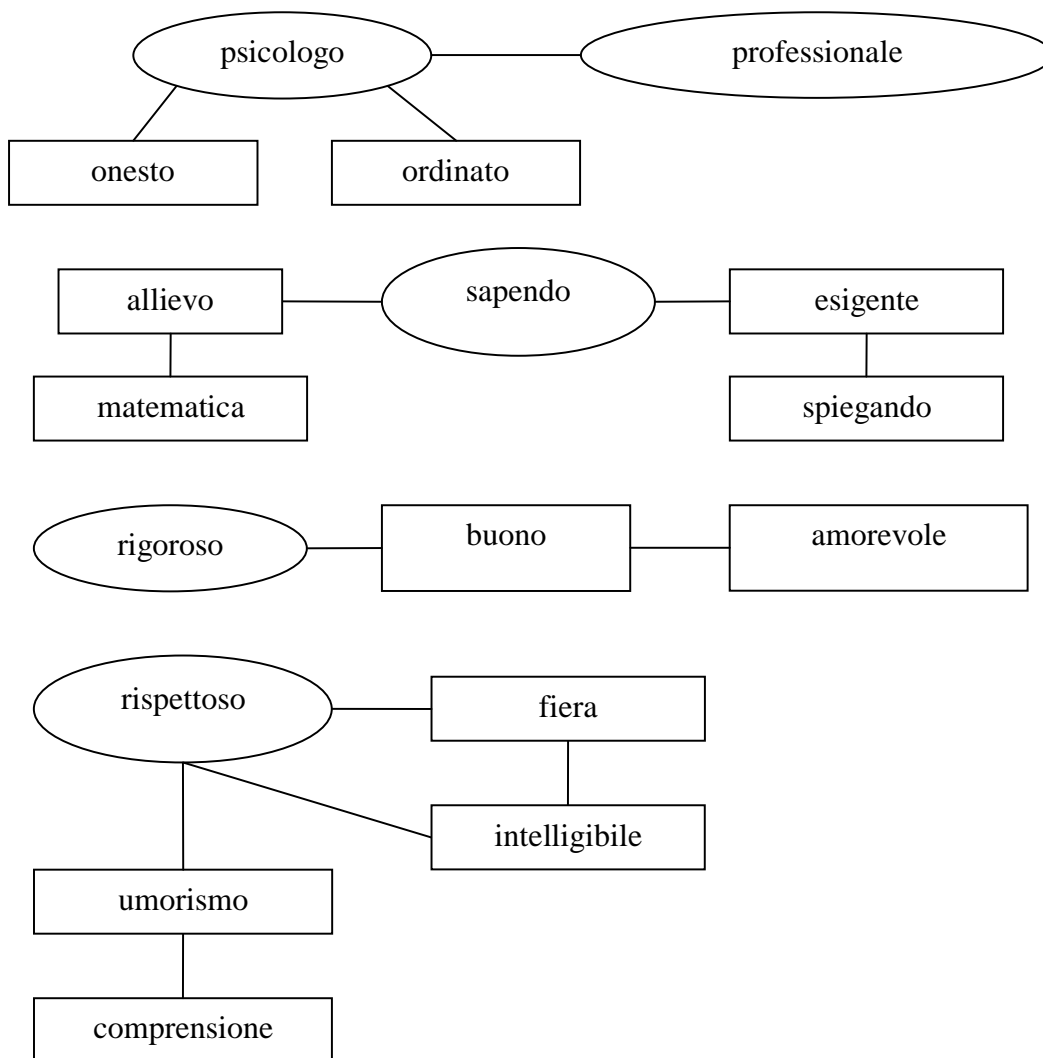 psicologo
professionale
onesto
ordinato
allievo
sapendo
esigente
matematica
spiegando
rigoroso
buono
amorevole
rispettoso
fiera
intelligibile
umorismo
comprensione